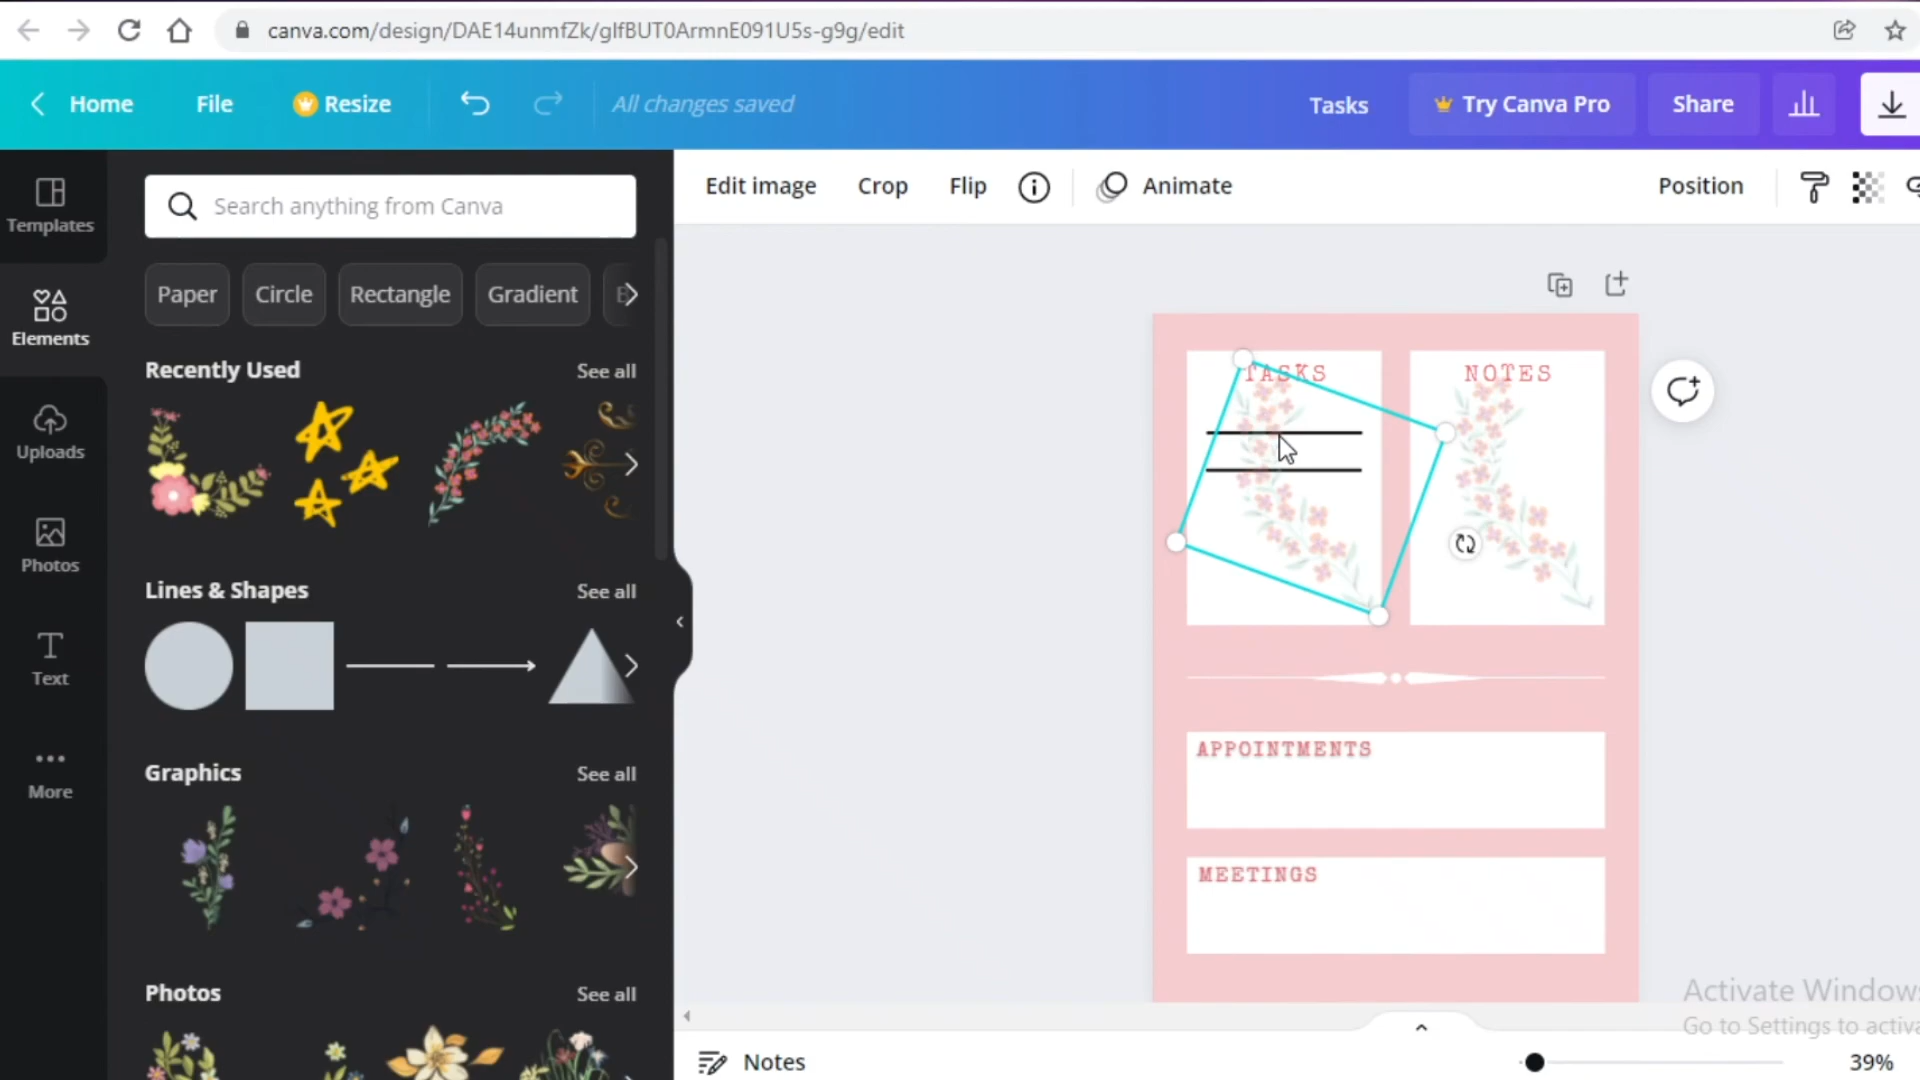 canva.com/design/DAE14unmfZk/gIfBUT0ArmnE091U5s-g9g/edit
Home
File
Resize
All changes saved
Tasks
Try Canva Pro
Share
Templates
Elements
Uploads
Photos
Text
More
Search anything from Canva
Paper
Circle
Rectangle
Gradient
Recently Used
See all
Lines & Shapes
See all
Graphics
See all
Photos
See all
Edit image
Crop
Flip
Animate
Position
TASKS
NOTES
APPOINTMENTS
MEETINGS
Activate Windows
Go to Settings to activa
Notes
39%